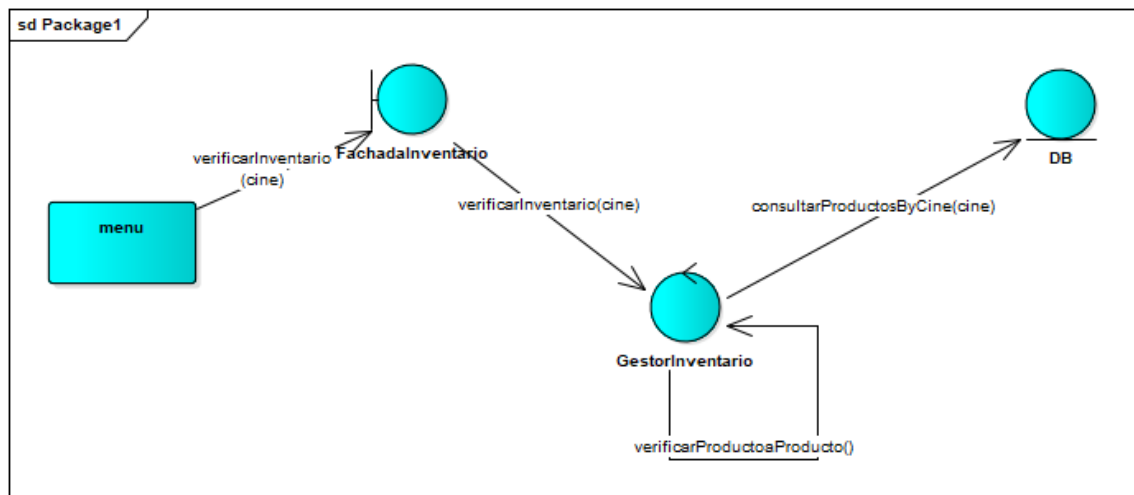 sd Package1
FachadaInventario
DB
verificarInventario
(cine)
verificarInventario(cine)
consultarProductosByCine(cine)
menu
GestorInventario
verificarProductoaProducto()